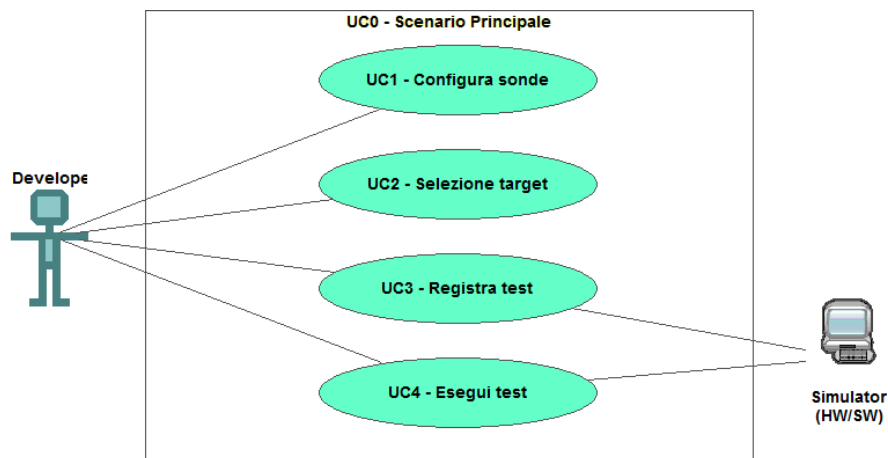 UC0 - Scenario Principale
UC1 - Configura sonde
Develope
UC2 - Selezione target
UC3 - Registra test
UC4 - Esegui test
Simulator
(HW/SW)